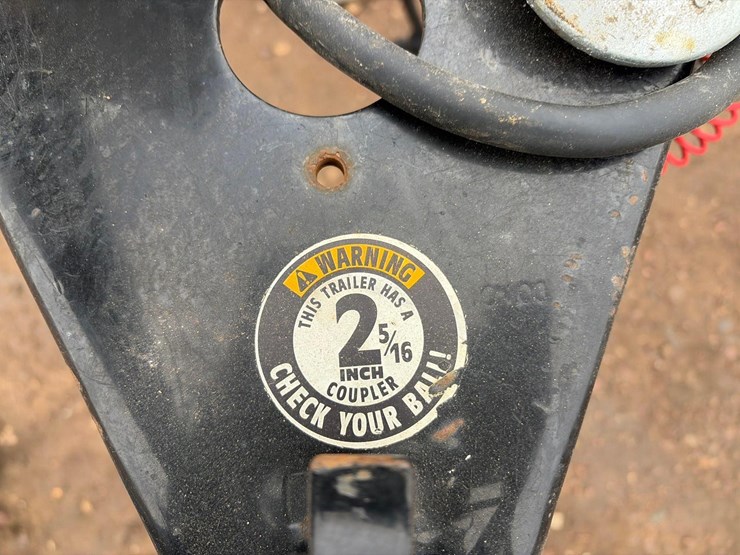 WARNING
THIS TRAILER HAS A
2 5/16
INCH
COUPLER
CHECK YOUR BALL!